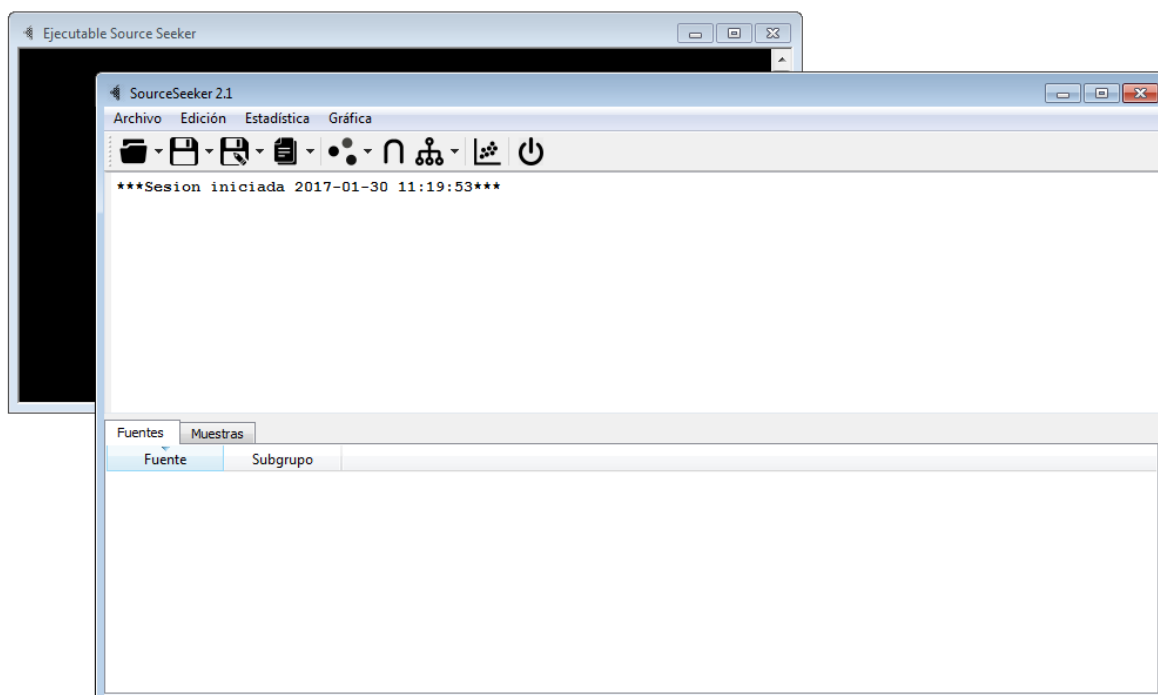 Ejecutable Source Seeker
SourceSeeker 2.1
Archivo Edición Estadística Gráfica
***Sesion iniciada 2017-01-30 11:19:53***
Fuentes Muestras
Fuente Subgrupo